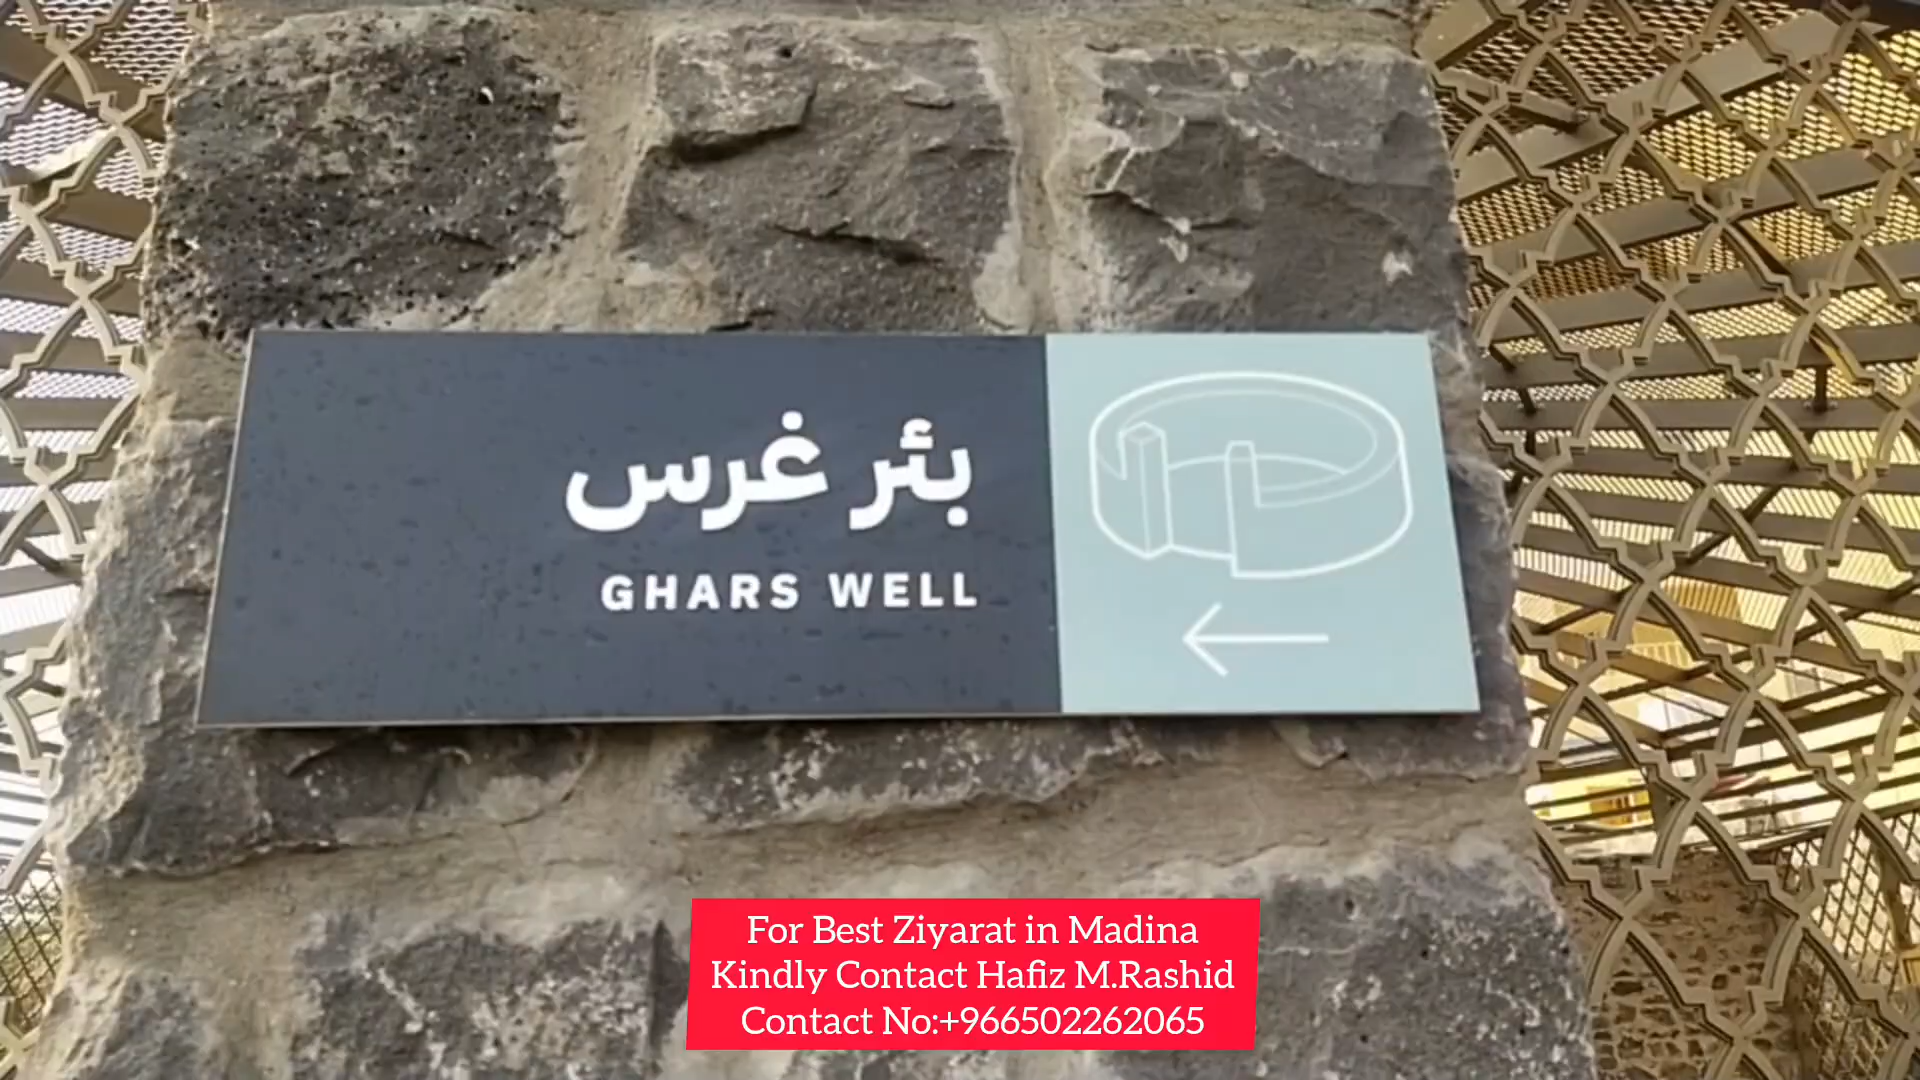 بئر غرس
GHARS WELL
For Best Ziyarat in Madina
Kindly Contact Hafiz M.Rashid
Contact No:+966502262065